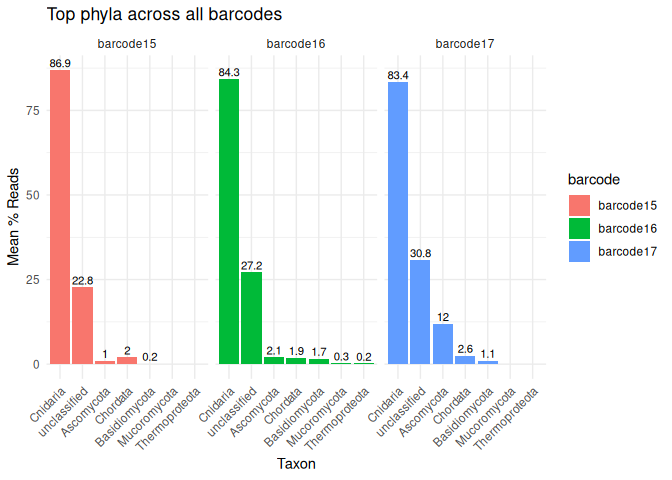 Top phyla across all barcodes
barcode15 barcode16 barcode17
86.9 84.3 83.4
75
50
25
0
22.8 27.2 30.8
1 2 0.2
2.1 1.9 1.7 0.3 0.2
12 2.6 1.1
Mean % Reads
Cnidaria unclassified Ascomycota Chordata Basidiomycota Mucoromycota Thermoproteota
Cnidaria unclassified Ascomycota Chordata Basidiomycota Mucoromycota Thermoproteota
Cnidaria unclassified Ascomycota Chordata Basidiomycota Mucoromycota Thermoproteota
Taxon
barcode
barcode15
barcode16
barcode17